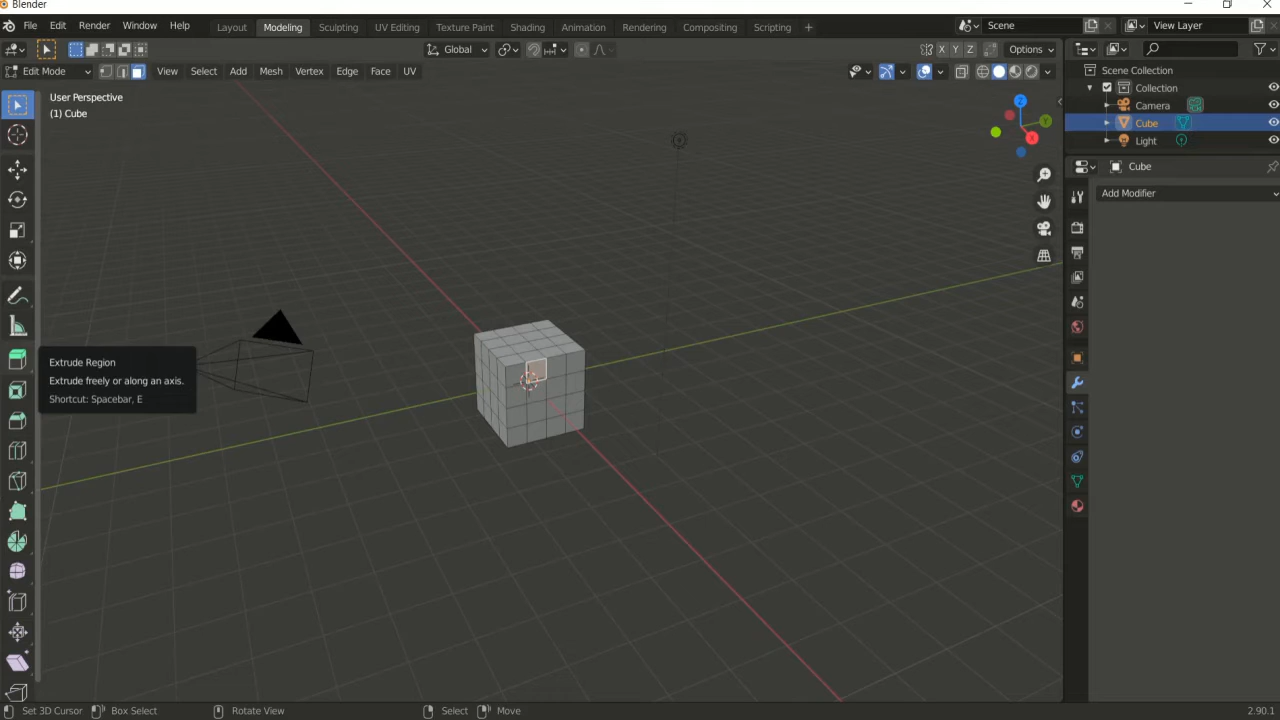 Blender
File Edit Render Window Help Layout Modeling Sculpting UV Editing Texture Paint Shading Animation Rendering Compositing Scripting + Scene View Layer
Global Options
Edit Mode View Select Add Mesh Vertex Edge Face UV
User Perspective
(1) Cube
Extrude Region
Extrude freely or along an axis.
Shortcut: Spacebar, E
X Y Z
Z
Y
X
Scene Collection
Collection
Camera
Cube
Light
Cube
Add Modifier
Set 3D Cursor Box Select Rotate View Select Move 2.90.1